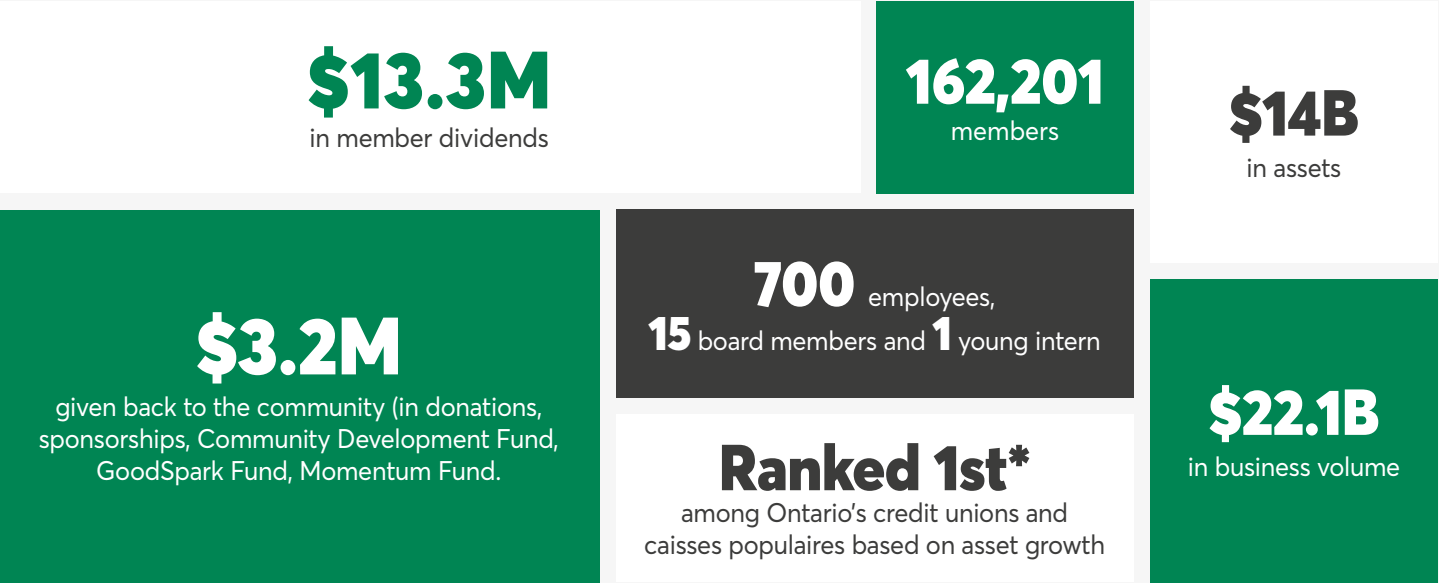 $13.3M
in member dividends
162,201
members
$14B
in assets
$3.2M
given back to the community (in donations,
sponsorships, Community Development Fund,
GoodSpark Fund, Momentum Fund.
700 employees,
15 board members and 1 young intern
Ranked 1st*
among Ontario's credit unions and
caisses populaires based on asset growth
$22.1B
in business volume